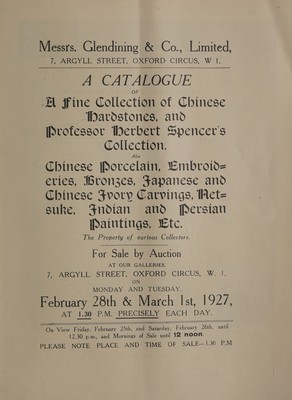 Messrs. Glendining & Co., Limited,
7, ARGYLL STREET, OXFORD CIRCUS, W 1.
A CATALOGUE
OF
A Fine Collection of Chinese
Hardstones, and
Professor Herbert Spencer's
Collection.
Also
Chinese Porcelain, Embroid=
eries, Bronzes, Japanese and
Chinese Ivory Carvings, Net=
suke, Indian and Persian
Paintings, Etc.
The Property of various Collectors.
For Sale by Auction
AT OUR GALLERIES,
7, ARGYLL STREET, OXFORD CIRCUS, W. 1.
ON
MONDAY AND TUESDAY,
February 28th & March 1st, 1927,
AT 1.30 P.M. PRECISELY EACH DAY.
On View Friday, February 25th, and Saturday, February 26th, until
12.30 p.m., and Mornings of Sale until 12 noon.
PLEASE NOTE PLACE AND TIME OF SALE—1.30 P.M